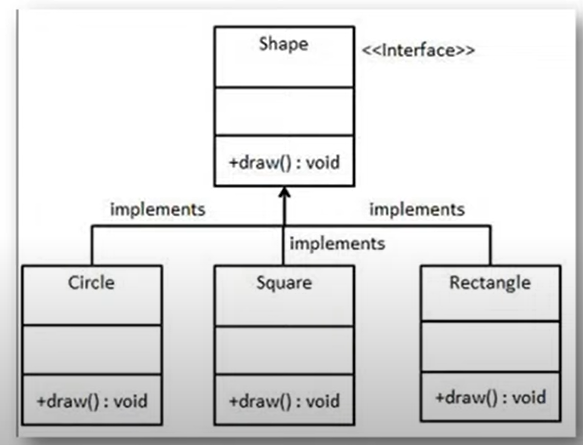 Shape
<<Interface>>
+draw() : void
implements
implements
implements
Circle
Square
Rectangle
+draw() : void
+draw() : void
+draw() : void